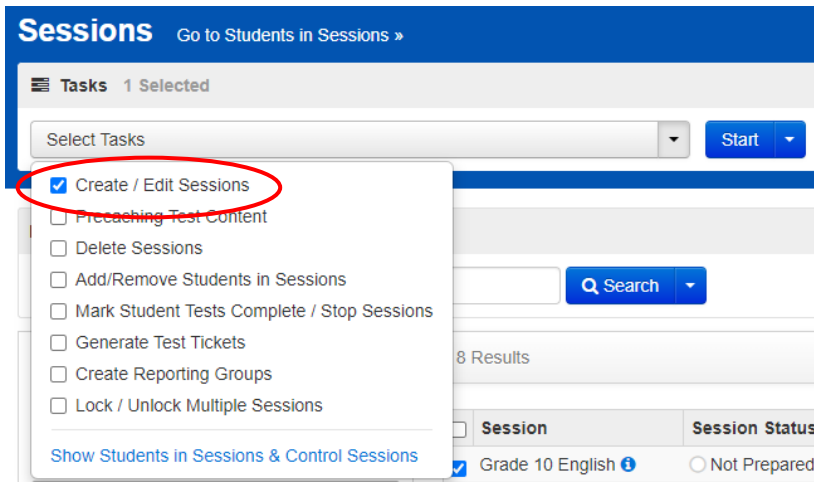 Sessions Go to Students in Sessions »
Tasks 1 Selected
Select Tasks
Start
Create / Edit Sessions
Precaching Test Content
Delete Sessions
Add/Remove Students in Sessions
Search
Mark Student Tests Complete / Stop Sessions
Generate Test Tickets
8 Results
Create Reporting Groups
Lock / Unlock Multiple Sessions
Session Session Status
Show Students in Sessions & Control Sessions
Grade 10 English Not Prepared